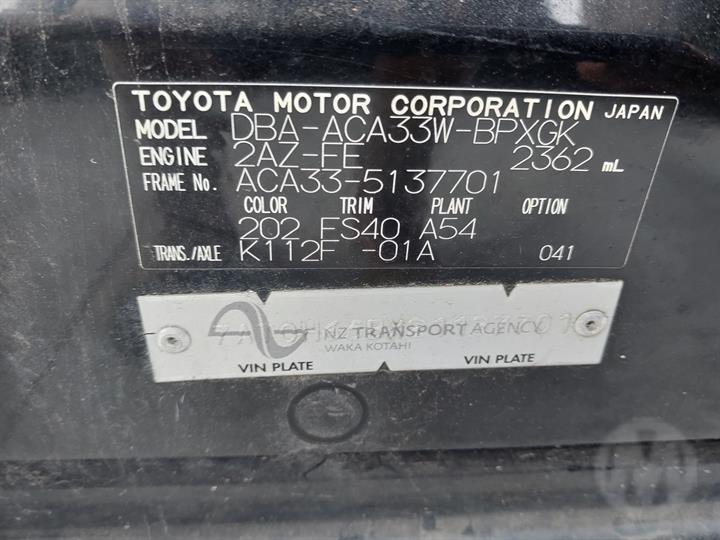 TOYOTA MOTOR CORPORATION JAPAN
MODEL DBA-ACA33W-BPXGK
ENGINE 2AZ-FE 2362 mL
FRAME No. ACA33-5137701
COLOR TRIM PLANT OPTION
202 FS40 A54
TRANS./AXLE K112F -01A 041
NZ TRANSPORT AGENCY
WAKA KOTAHI
VIN PLATE VIN PLATE
M